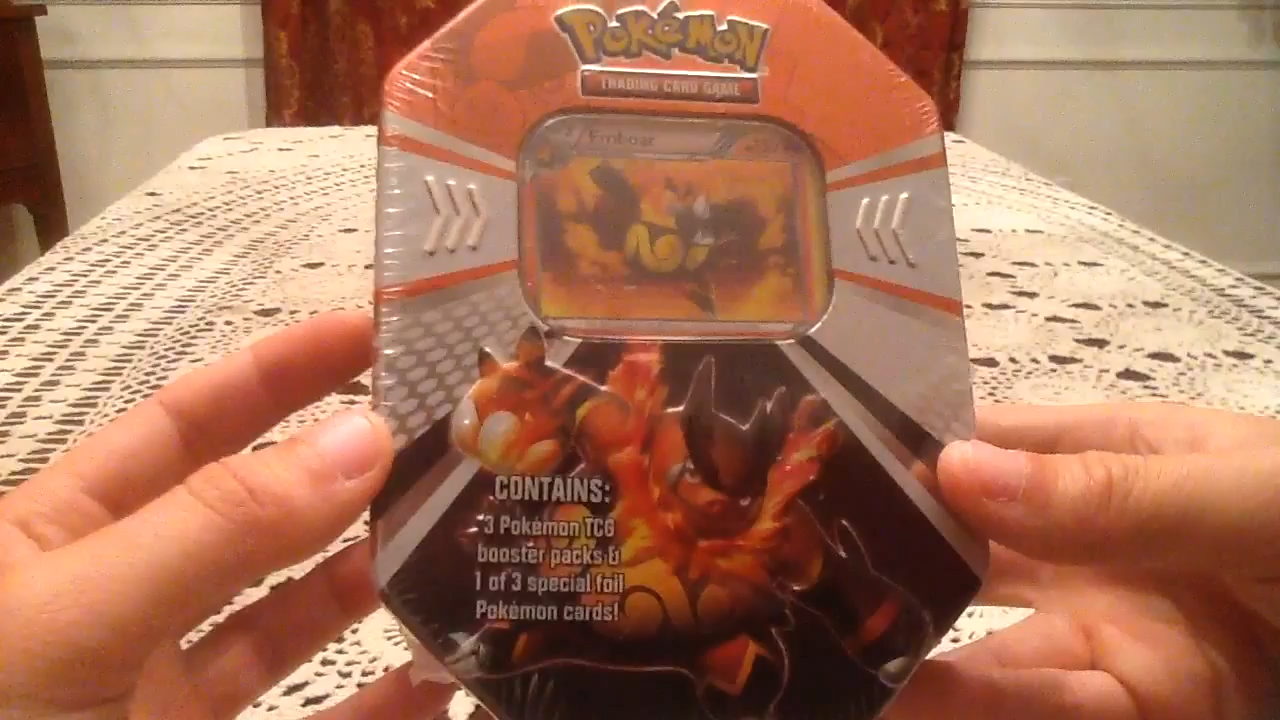 POKéMON
TRADING CARD GAME
Emboar
CONTAINS:
3 Pokémon TCG
booster packs &
1 of 3 special foil
Pokémon cards!